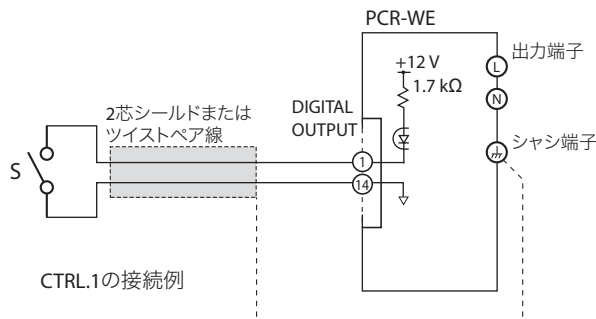 PCR-WE
+12 V
1.7 kΩ
出力端子
L
N
2芯シールドまたは
ツイストペア線
DIGITAL
OUTPUT
シャシ端子
S
1
14
CTRL.1の接続例